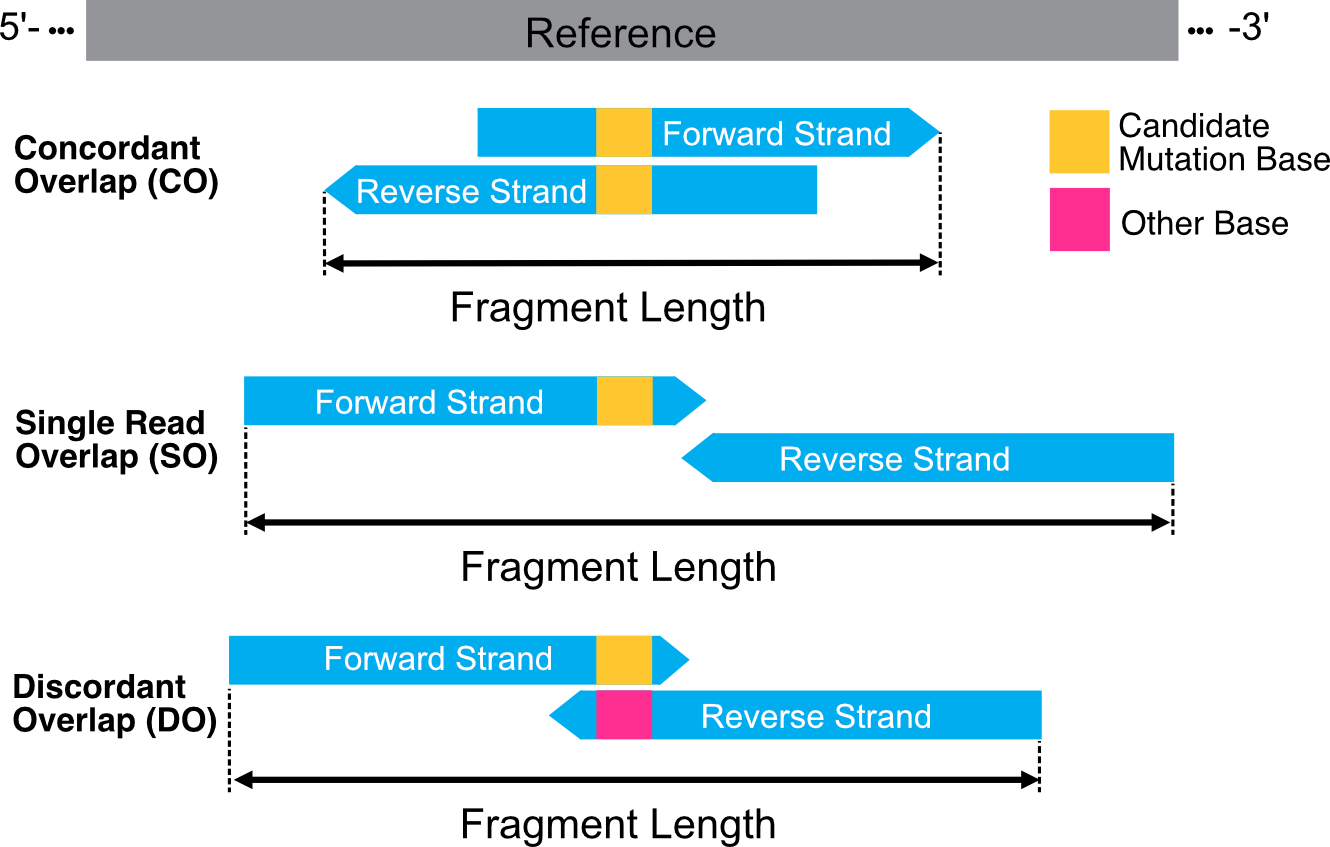 5'- ••• Reference ••• -3'
Concordant
Overlap (CO)
Forward Strand
Reverse Strand
Fragment Length
Candidate
Mutation Base
Other Base
Single Read
Overlap (SO)
Forward Strand
Reverse Strand
Fragment Length
Discordant
Overlap (DO)
Forward Strand
Reverse Strand
Fragment Length